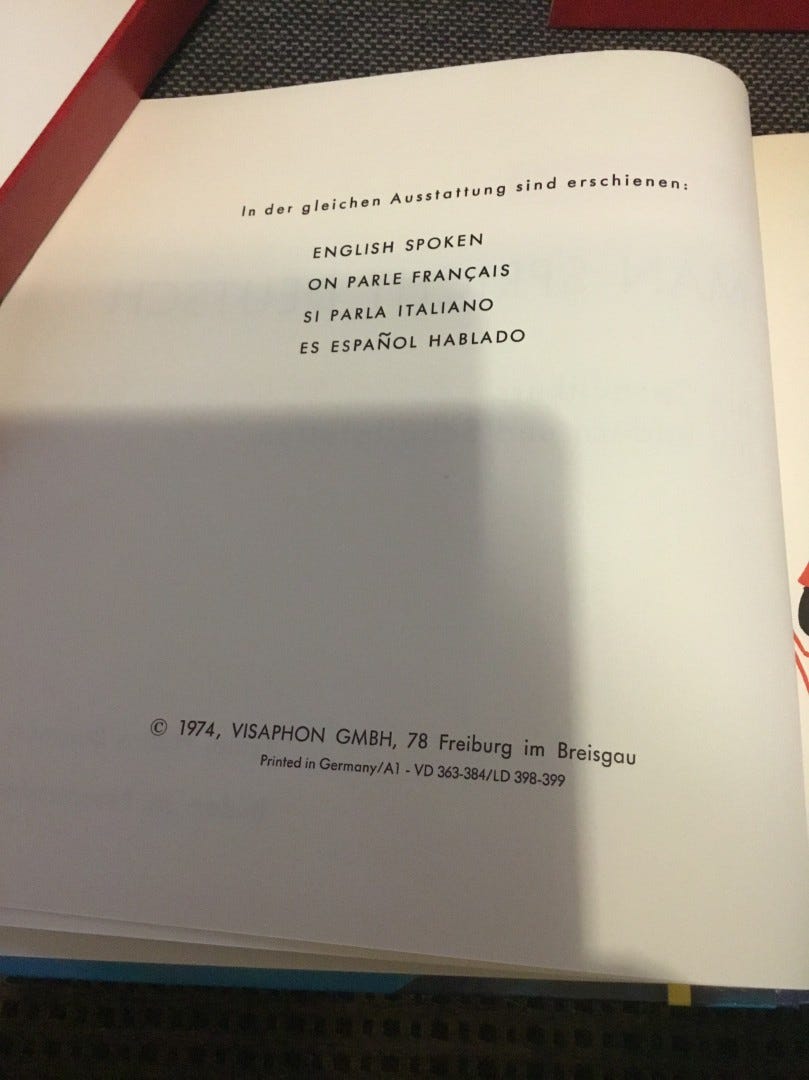 In der gleichen Ausstattung sind erschienen:
ENGLISH SPOKEN
ON PARLE FRANÇAIS
SI PARLA ITALIANO
ES ESPAÑOL HABLADO
© 1974, VISAPHON GMBH, 78 Freiburg im Breisgau
Printed in Germany/A1 - VD 363-384/LD 398-399